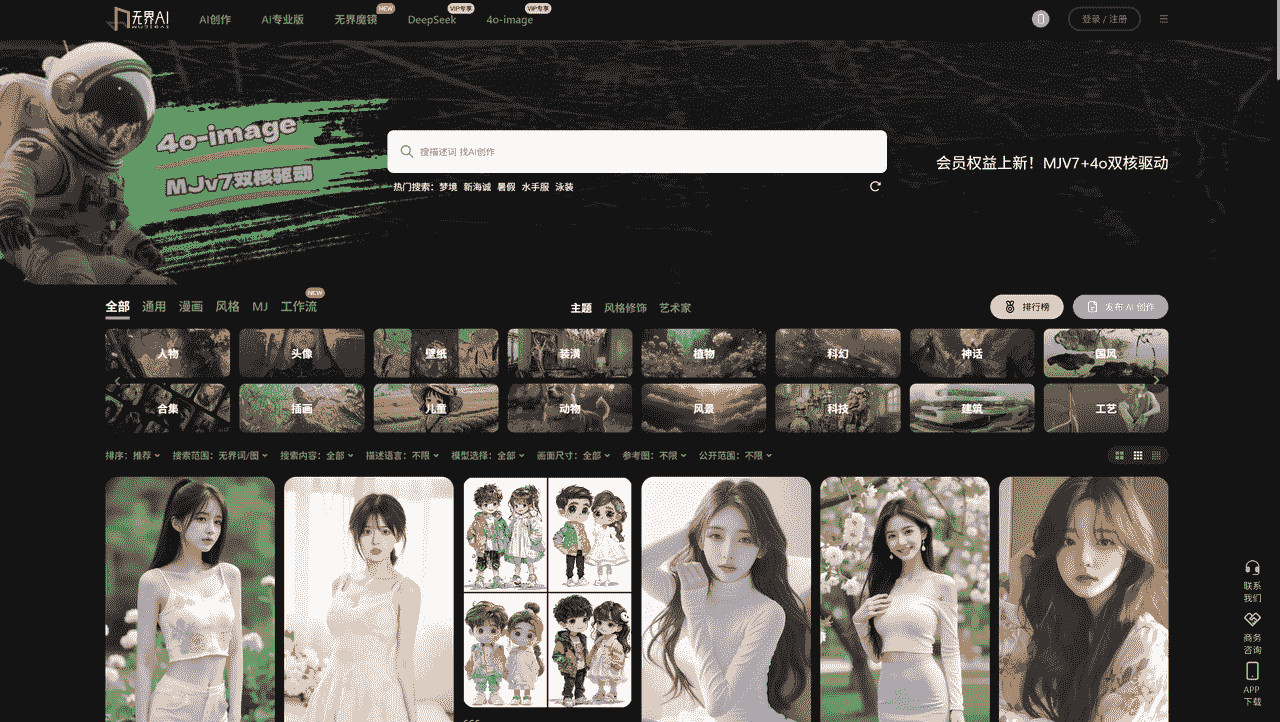 无界AI
WUJIEAI
AI创作
AI专业版
无界魔镜
NEW
DeepSeek
VIP专享
4o-image
VIP专享
登录 / 注册
4o-image
MJv7双核驱动
搜描述词 找AI创作
热门搜索：梦境 新海诚 暑假 水手服 泳装
会员权益上新！MJV7+4o双核驱动
全部 通用 漫画 风格 MJ 工作流
NEW
主题 风格修饰 艺术家
排行榜
发布 AI 创作
人物 头像 壁纸 装潢 植物 科幻 神话 国风
合集 插画 儿童 动物 风景 科技 建筑 工艺
排序：推荐 搜索范围：无界词/图 搜索内容：全部 描述语言：不限 模型选择：全部 画面尺寸：全部 参考图：不限 公开范围：不限
联系
我们
商务
咨询
APP
下载